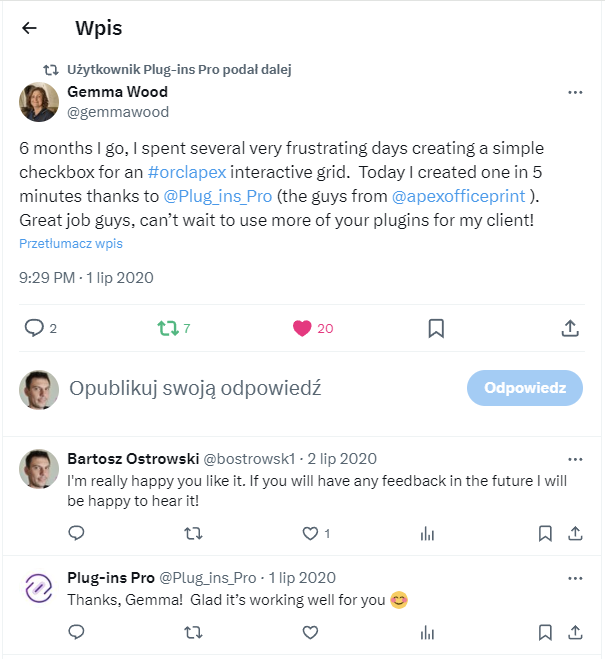 Wpis
Użytkownik Plug-ins Pro podał dalej
Gemma Wood
@gemmawood
6 months I go, I spent several very frustrating days creating a simple
checkbox for an #orclapex interactive grid.  Today I created one in 5
minutes thanks to @Plug_ins_Pro (the guys from @apexofficeprint ).
Great job guys, can’t wait to use more of your plugins for my client!
Przetłumacz wpis
9:29 PM · 1 lip 2020
2 7 20
Opublikuj swoją odpowiedź
Odpowiedz
Bartosz Ostrowski @bostrowsk1 · 2 lip 2020
I'm really happy you like it. If you will have any feedback in the future I will
be happy to hear it!
1
Plug-ins Pro @Plug_ins_Pro · 1 lip 2020
Thanks, Gemma!  Glad it’s working well for you 😊